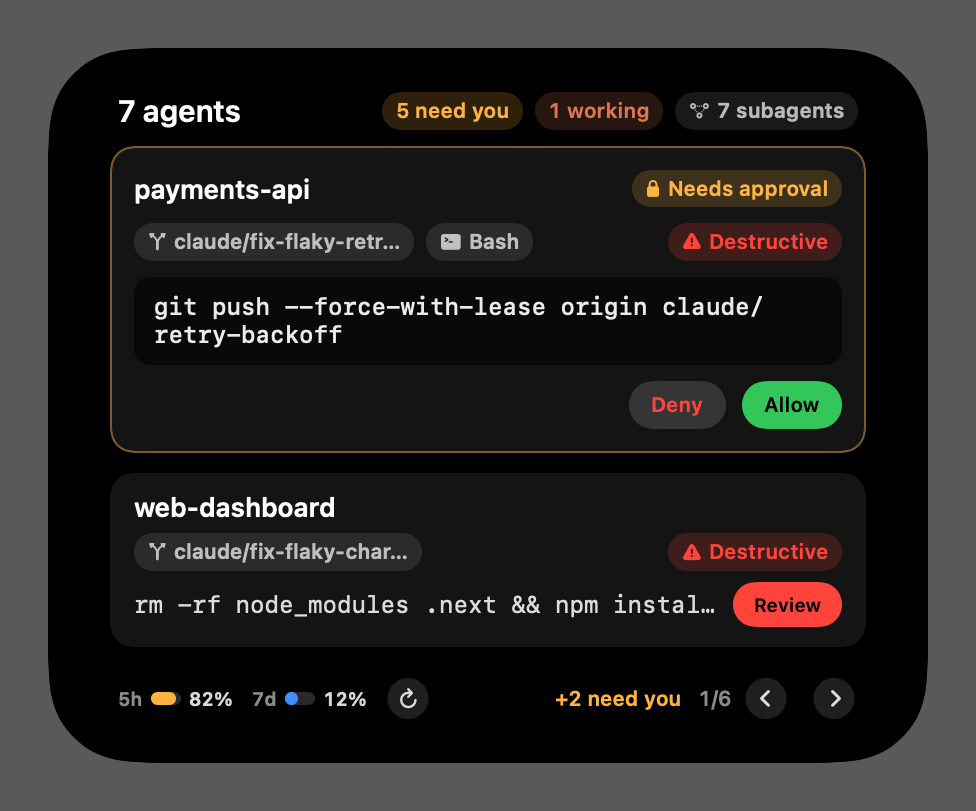 7 agents 5 need you 1 working 7 subagents
payments-api Needs approval
claude/fix-flaky-retr... Bash Destructive
git push --force-with-lease origin claude/
retry-backoff
Deny Allow
web-dashboard
claude/fix-flaky-char... Destructive
rm -rf node_modules .next && npm instal... Review
5h 82% 7d 12% +2 need you 1/6